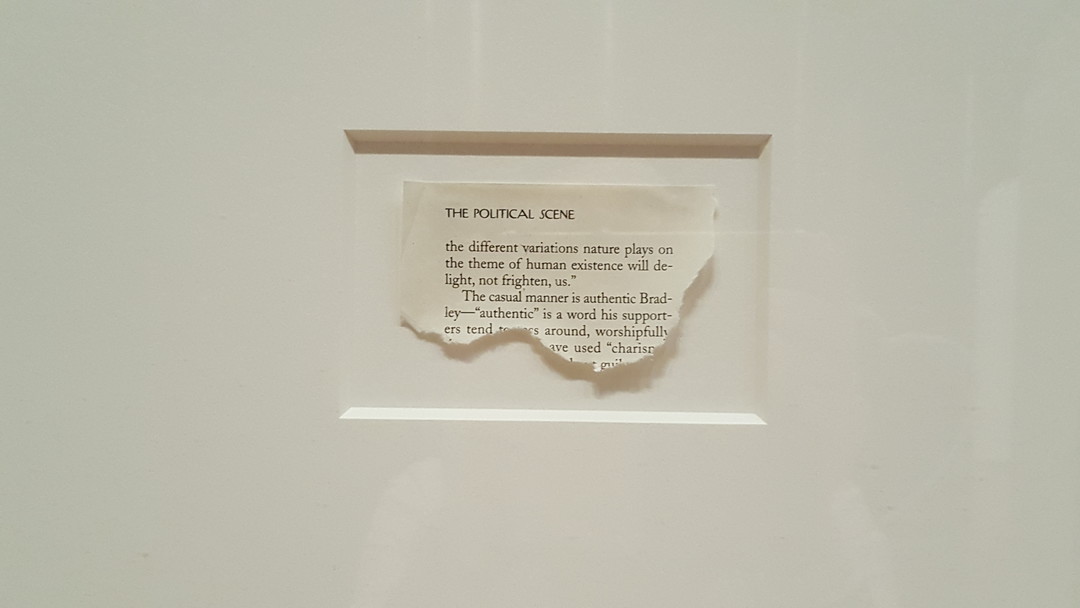 THE POLITICAL SCENE
the different variations nature plays on
the theme of human existence will de-
light, not frighten, us.”
The casual manner is authentic Brad-
ley—“authentic” is a word his support-
ers tend around, worshipfully
used “charism